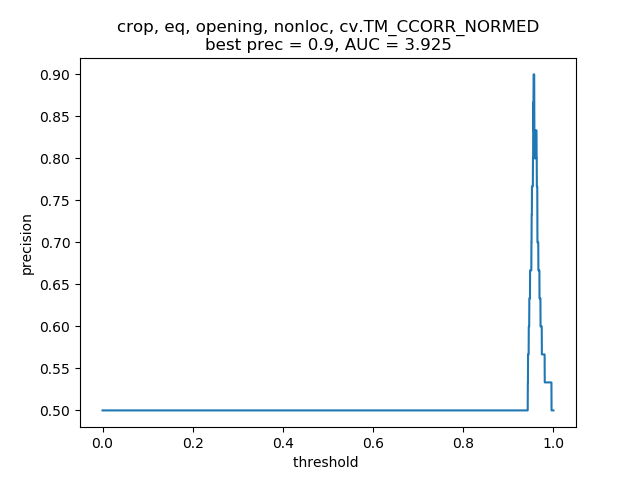 crop, eq, opening, nonloc, cv.TM_CCORR_NORMED
best prec = 0.9, AUC = 3.925
0.90
0.85
0.80
0.75
0.70
0.65
0.60
0.55
0.50
precision
0.0 0.2 0.4 0.6 0.8 1.0
threshold